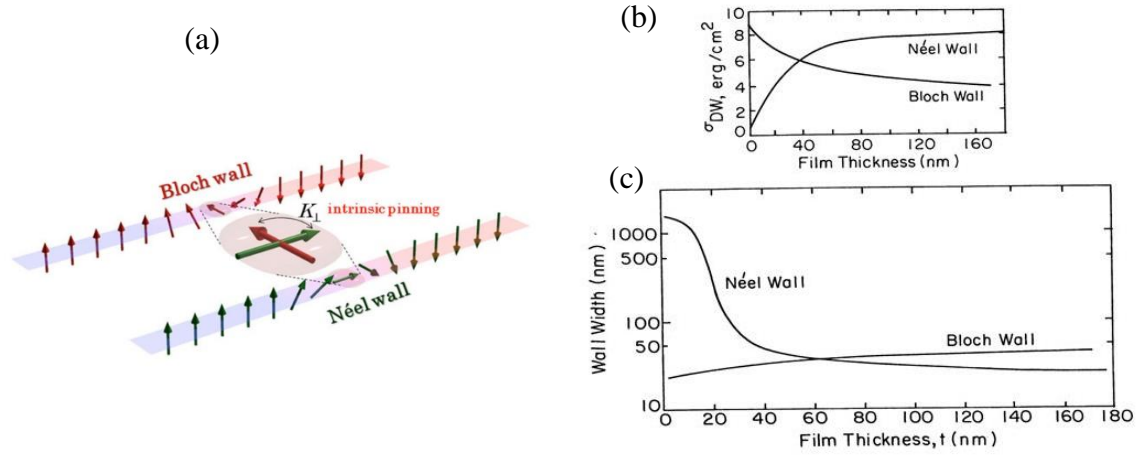 (a)
Bloch wall
K⊥ intrinsic pinning
Néel wall
(b)
10
8
6
4
2
0
σDW, erg/cm²
Néel Wall
Bloch Wall
0 40 80 120 160
Film Thickness (nm)
(c)
1000
500
100
50
10
Wall Width (nm)
Néel Wall
Bloch Wall
0 20 40 60 80 100 120 140 160 180
Film Thickness, t (nm)